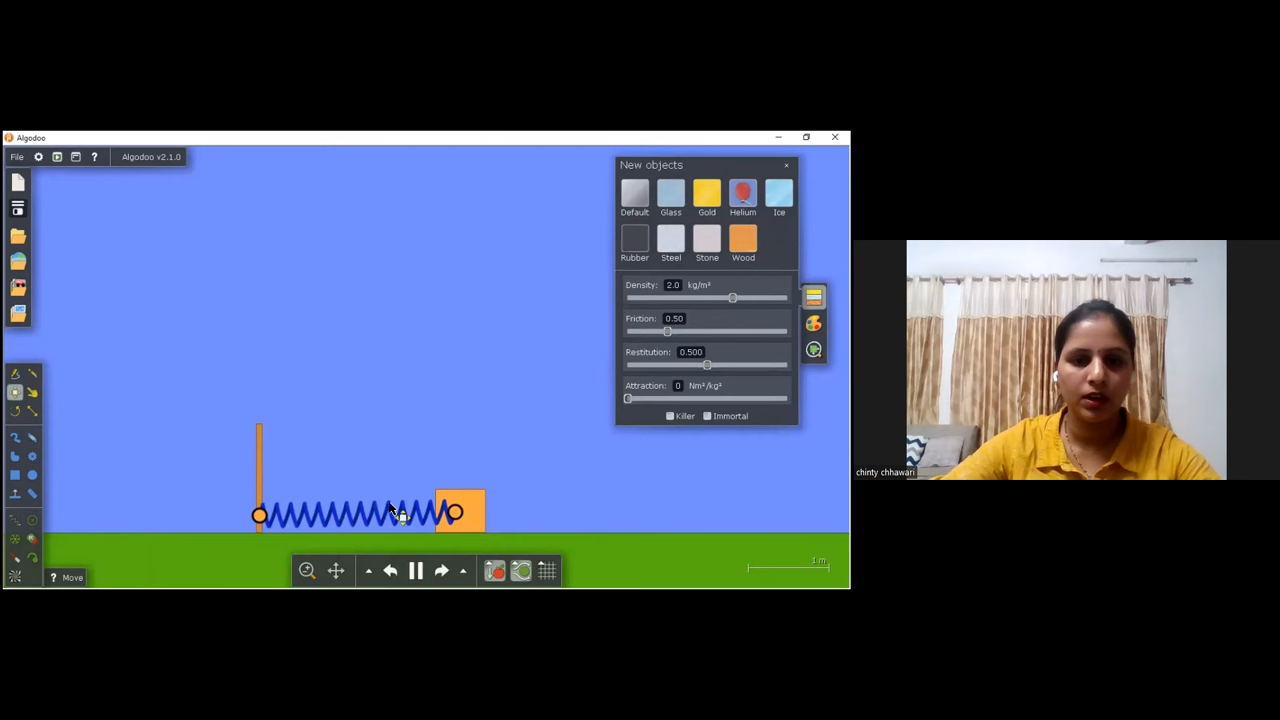 Algodoo
File ? Algodoo v2.1.0
New objects
Default Glass Gold Helium Ice
Rubber Steel Stone Wood
Density: 2.0 kg/m²
Friction: 0.50
Restitution: 0.500
Attraction: 0 Nm²/kg²
Killer Immortal
chinty chhawari
1 m
? Move